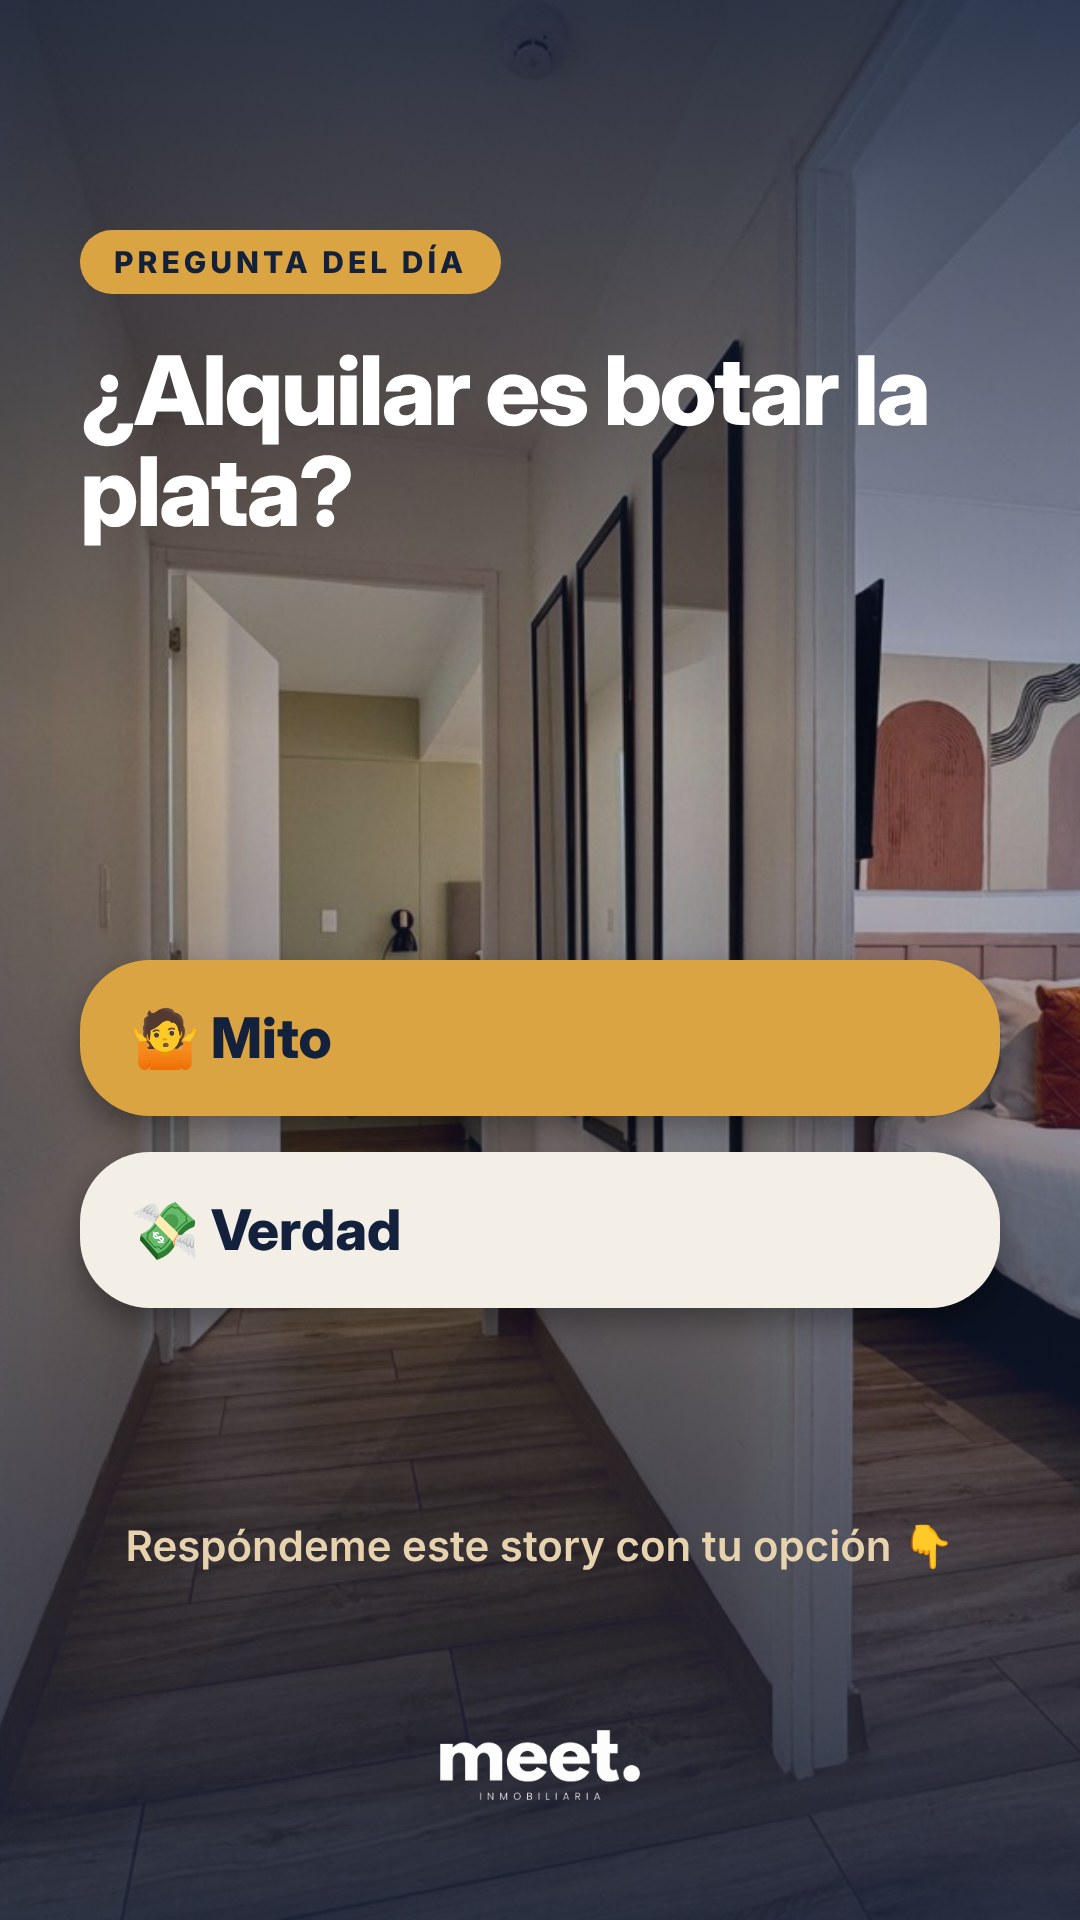 PREGUNTA DEL DÍA
¿Alquilar es botar la
plata?
🤷 Mito
💸 Verdad
Respóndeme este story con tu opción 👇
meet.
INMOBILIARIA